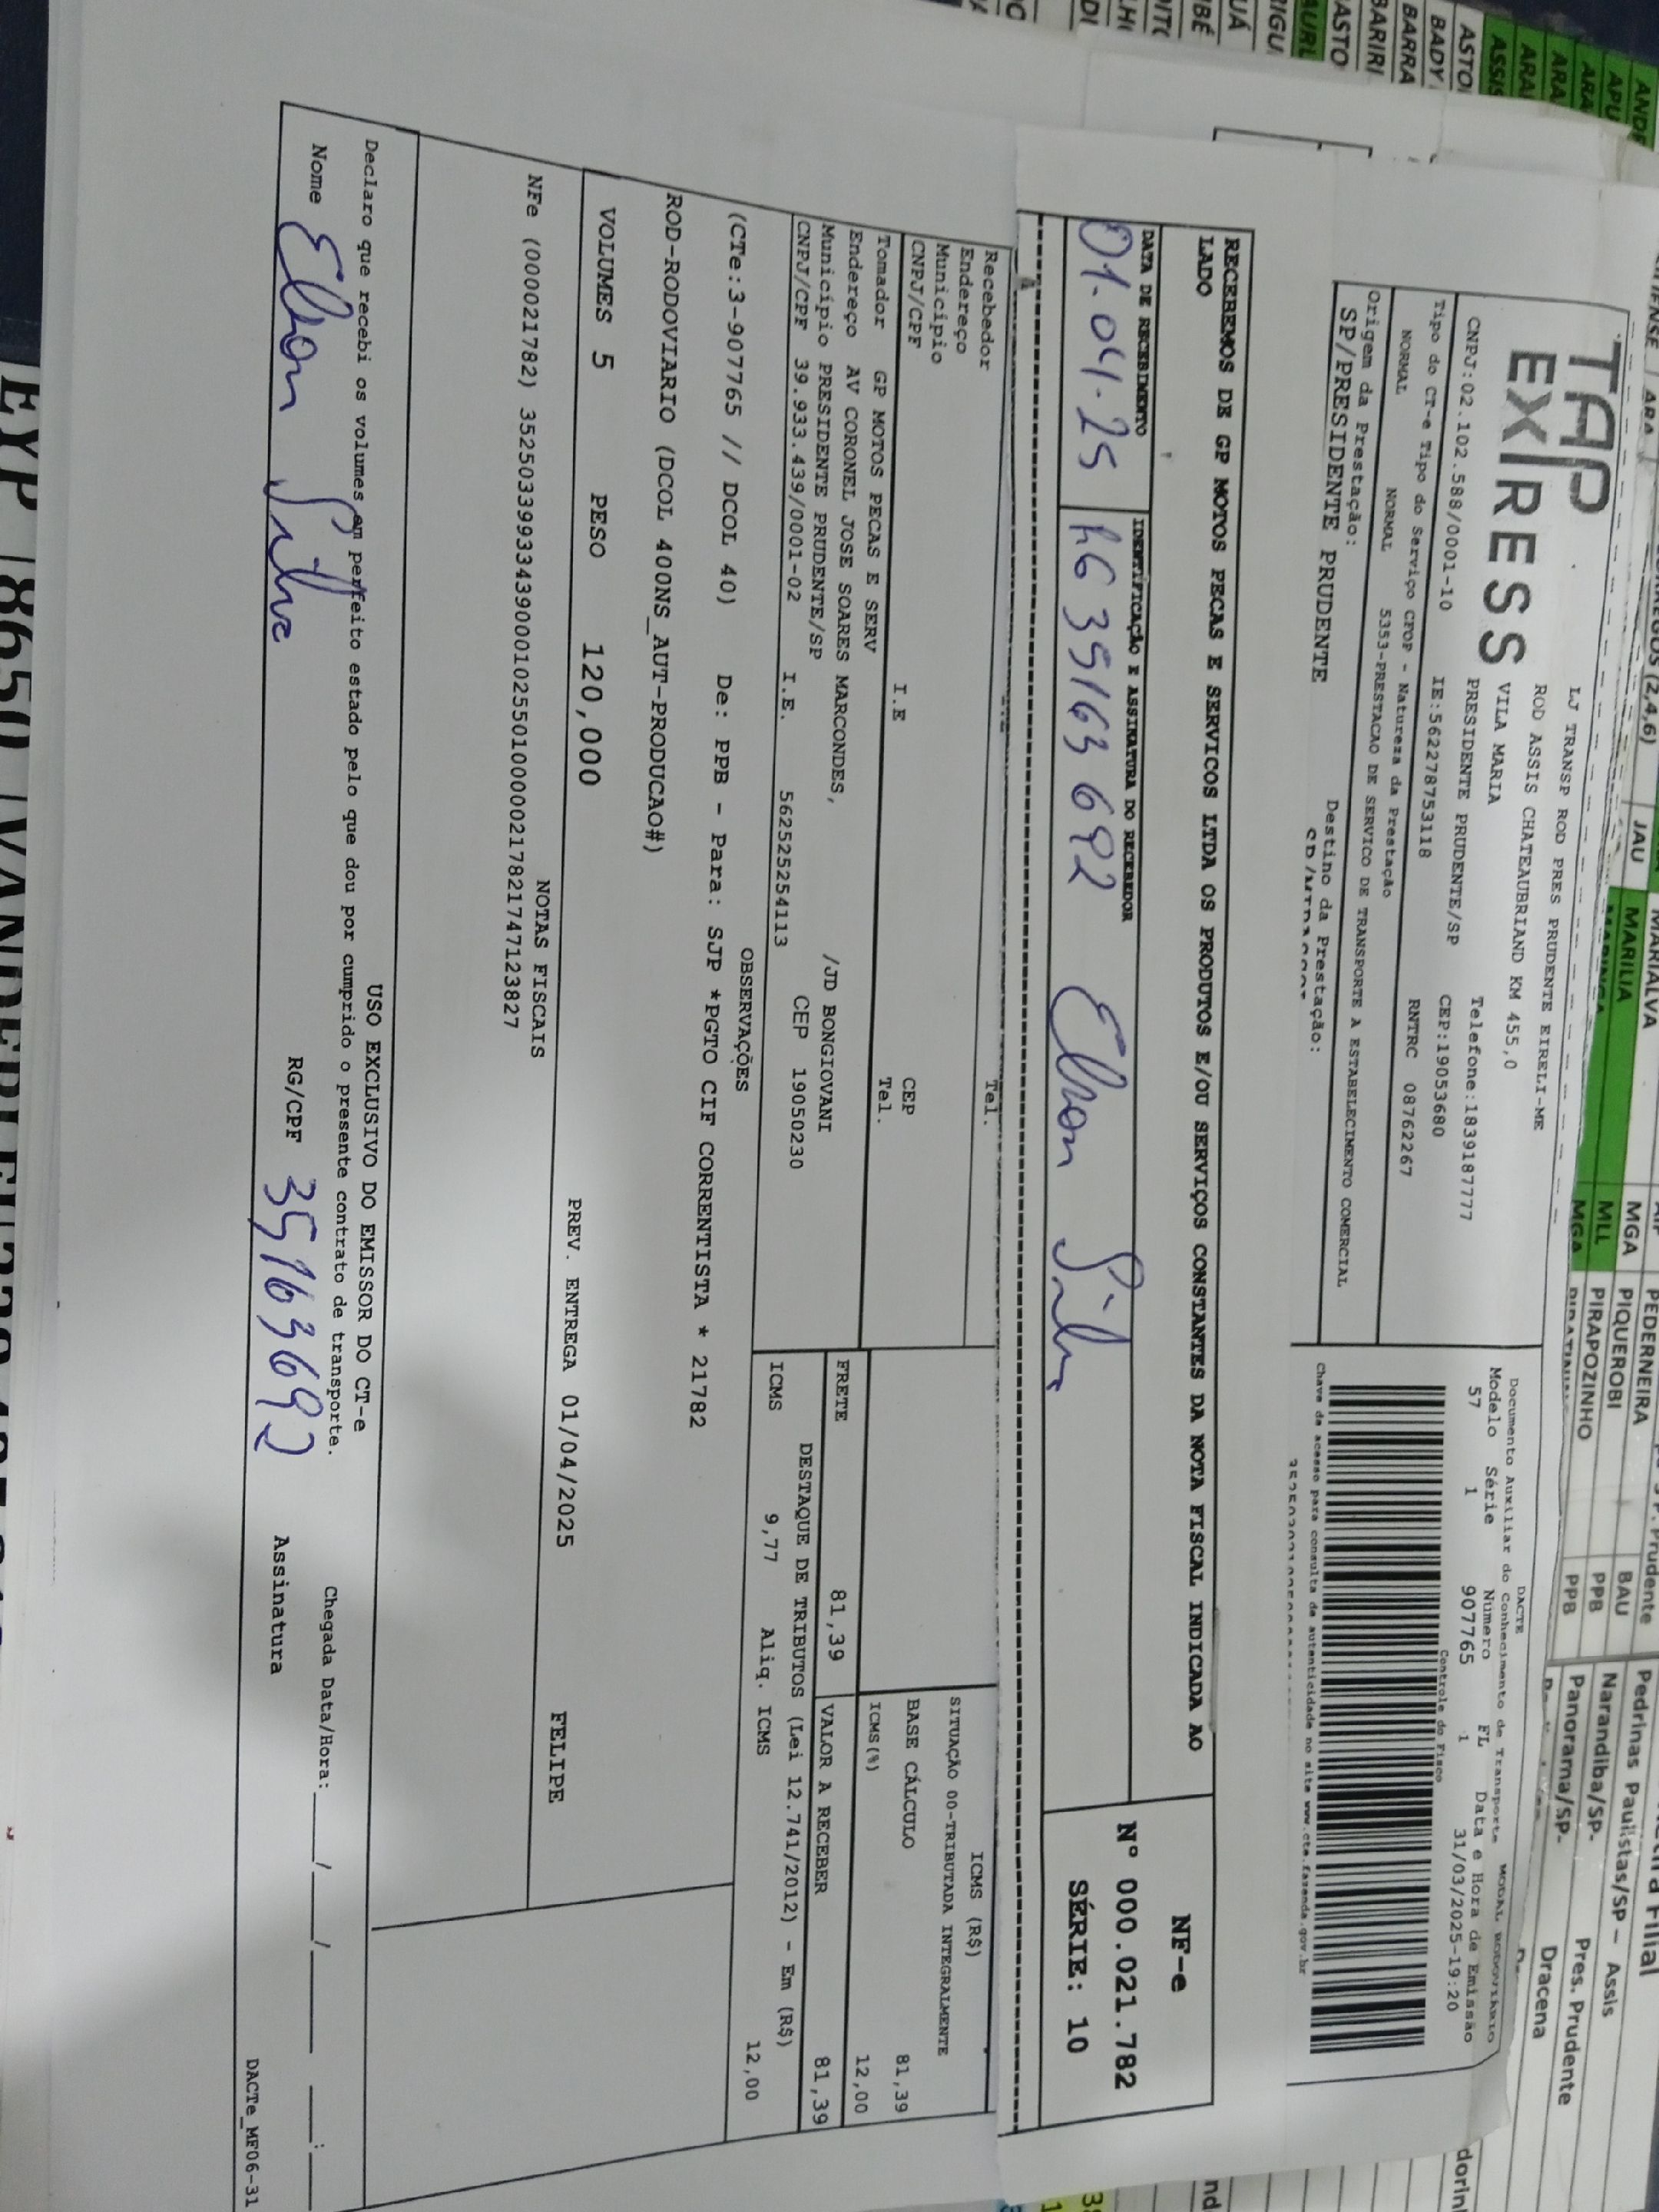 TAP
EX RESS
LJ TRANSP ROD PRES PRUDENTE EIRELI-ME
ROD ASSIS CHATEAUBRIAND KM 455,0
VILA MARIA
PRESIDENTE PRUDENTE/SP Telefone:1839187777
CNPJ:02.102.588/0001-10 IE:562278753118 CEP:19053680
Tipo do CT-e Tipo do Serviço CFOP - Natureza da Prestação RNTRC 08762267
NORMAL NORMAL 5353-PRESTACAO DE SERVICO DE TRANSPORTE A ESTABELECIMENTO COMERCIAL
Origem da Prestação: Destino da Prestação:
SP/PRESIDENTE PRUDENTE
DACTE
Documento Auxiliar do Conhecimento de Transporte MODAL RODOVIARIO
Modelo Série Número FL Data e Hora de Emissão
57 1 907765 1 31/03/2025-19:20
Controle do Fisco
Chave de acesso para consulta de autenticidade no site www.cte.fazenda.gov.br
RECEBEMOS DE GP MOTOS PECAS E SERVICOS LTDA OS PRODUTOS E/OU SERVIÇOS CONSTANTES DA NOTA FISCAL INDICADA AO
LADO
NF-e
Nº 000.021.782
SÉRIE: 10
DATA DE RECEBIMENTO IDENTIFICAÇÃO E ASSINATURA DO RECEBEDOR
01.04.25 RG 35163692 Elton Silva
Recebedor Tel.
Endereço
Município CEP
CNPJ/CPF I.E
Tomador GP MOTOS PECAS E SERV Tel.
Endereço AV CORONEL JOSE SOARES MARCONDES, /JD BONGIOVANI
Município PRESIDENTE PRUDENTE/SP CEP 19050230
CNPJ/CPF 39.933.439/0001-02 I.E. 562525254113
ICMS (R$)
SITUAÇÃO 00-TRIBUTADA INTEGRALMENTE
BASE CÁLCULO 81,39
ICMS(%) 12,00
FRETE 81,39 VALOR A RECEBER 81,39
DESTAQUE DE TRIBUTOS (Lei 12.741/2012) - Em (R$)
ICMS 9,77 Aliq. ICMS 12,00
OBSERVAÇÕES
(CTe:3-907765 // DCOL 40) De: PPB - Para: SJP *PGTO CIF CORRENTISTA * 21782
ROD-RODOVIARIO (DCOL 400NS_AUT-PRODUCAO#)
VOLUMES 5 PESO 120,000 PREV. ENTREGA 01/04/2025 FELIPE
NOTAS FISCAIS
NFe (000021782) 35250339933439000102550100000217821747123827
USO EXCLUSIVO DO EMISSOR DO CT-e
Declaro que recebi os volumes em perfeito estado pelo que dou por cumprido o presente contrato de transporte.
Chegada Data/Hora: / / :
Nome Elton Silva RG/CPF 35163692 Assinatura
DACTe_MF06-31
JAU
MARIALVA
MARILIA
MGA
MLL
MGA
PEDERNEIRA
PIQUEROBI
PIRAPOZINHO
BAU
PPB
PPB
Pedrinas Paulistas/SP - Assis
Narandiba/SP- Pres. Prudente
Panorama/SP- Dracena